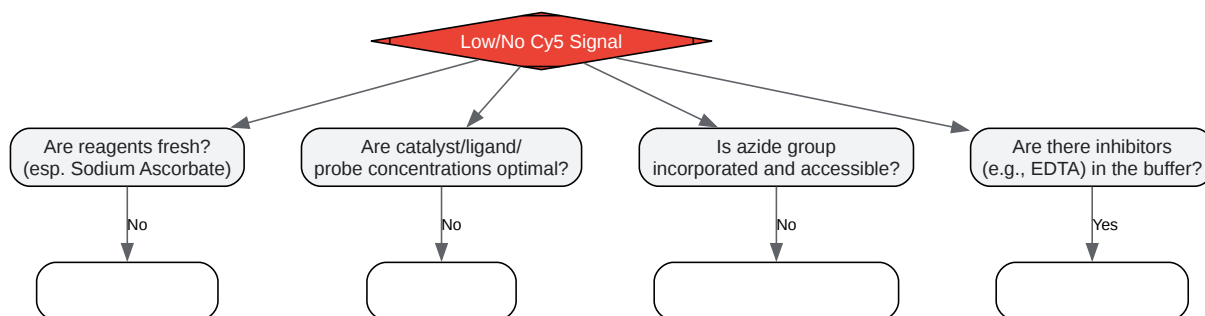 Low/No Cy5 Signal
Are reagents fresh?
(esp. Sodium Ascorbate)
Are catalyst/ligand/
probe concentrations optimal?
Is azide group
incorporated and accessible?
Are there inhibitors
(e.g., EDTA) in the buffer?
No
No
No
Yes